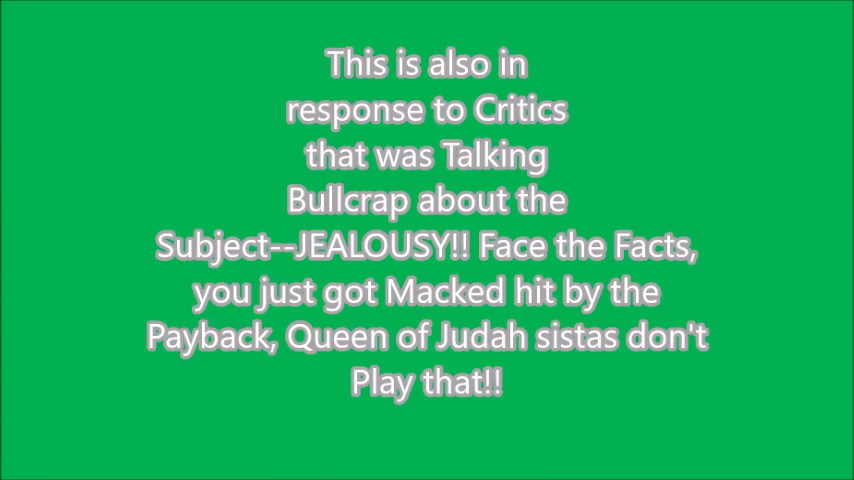 This is also in
response to Critics
that was Talking
Bullcrap about the
Subject--JEALOUSY!! Face the Facts,
you just got Macked hit by the
Payback, Queen of Judah sistas don't
Play that!!